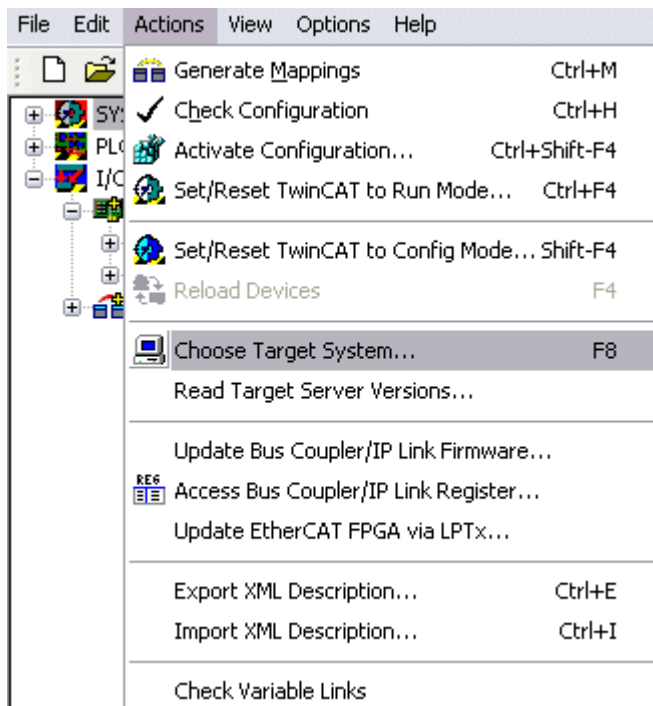 File Edit Actions View Options Help
Generate Mappings Ctrl+M
Check Configuration Ctrl+H
Activate Configuration... Ctrl+Shift-F4
Set/Reset TwinCAT to Run Mode... Ctrl+F4
Set/Reset TwinCAT to Config Mode... Shift-F4
Reload Devices F4
Choose Target System... F8
Read Target Server Versions...
Update Bus Coupler/IP Link Firmware...
REG Access Bus Coupler/IP Link Register...
Update EtherCAT FPGA via LPTx...
Export XML Description... Ctrl+E
Import XML Description... Ctrl+I
Check Variable Links